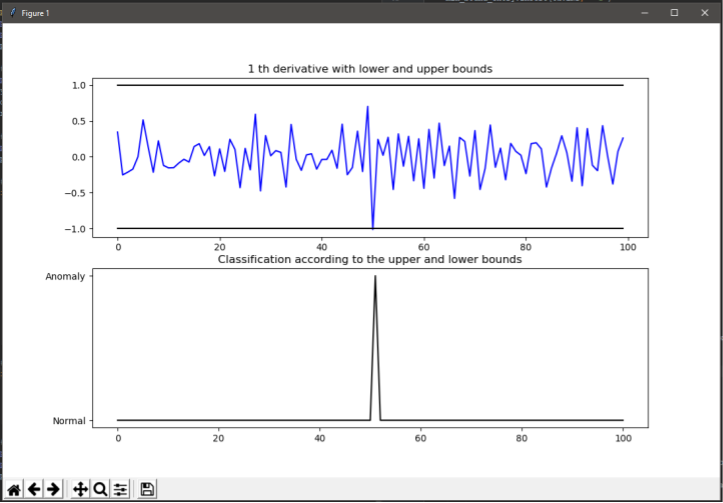 Figure 1
1 th derivative with lower and upper bounds
1.0
0.5
0.0
−0.5
−1.0
0 20 40 60 80 100
Classification according to the upper and lower bounds
Anomaly
Normal
0 20 40 60 80 100